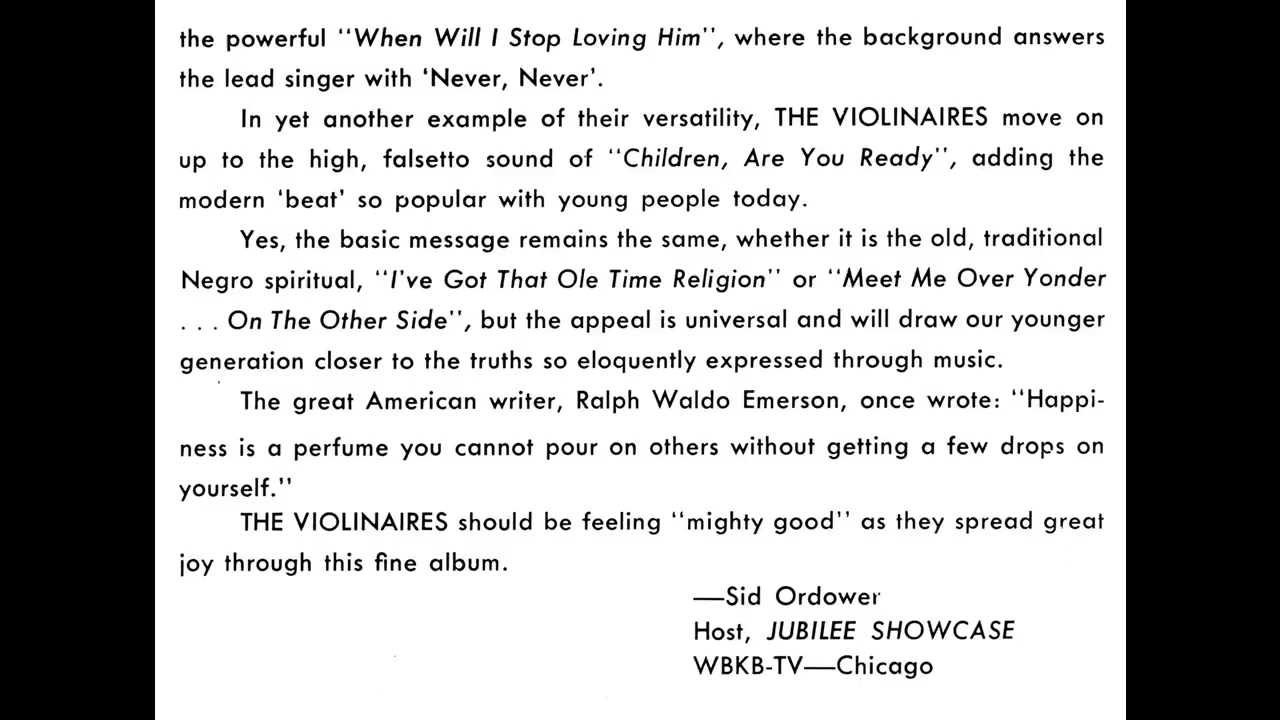 the powerful "When Will I Stop Loving Him", where the background answers
the lead singer with 'Never, Never'.
In yet another example of their versatility, THE VIOLINAIRES move on
up to the high, falsetto sound of "Children, Are You Ready", adding the
modern 'beat' so popular with young people today.
Yes, the basic message remains the same, whether it is the old, traditional
Negro spiritual, "I've Got That Ole Time Religion" or "Meet Me Over Yonder
. . . On The Other Side", but the appeal is universal and will draw our younger
generation closer to the truths so eloquently expressed through music.
The great American writer, Ralph Waldo Emerson, once wrote: "Happi-
ness is a perfume you cannot pour on others without getting a few drops on
yourself."
THE VIOLINAIRES should be feeling "mighty good" as they spread great
joy through this fine album.
—Sid Ordower
Host, JUBILEE SHOWCASE
WBKB-TV—Chicago